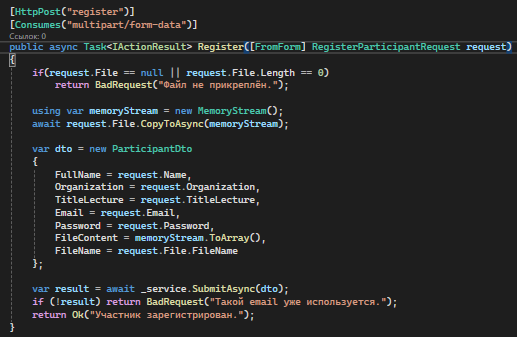 [HttpPost("register")]
[Consumes("multipart/form-data")]
Ссылок: 0
public async Task<IActionResult> Register([FromForm] RegisterParticipantRequest request)
{
if(request.File == null || request.File.Length == 0)
return BadRequest("Файл не прикреплён.");
using var memoryStream = new MemoryStream();
await request.File.CopyToAsync(memoryStream);
var dto = new ParticipantDto
{
FullName = request.Name,
Organization = request.Organization,
TitleLecture = request.TitleLecture,
Email = request.Email,
Password = request.Password,
FileContent = memoryStream.ToArray(),
FileName = request.File.FileName
};
var result = await _service.SubmitAsync(dto);
if (!result) return BadRequest("Такой email уже используется.");
return Ok("Участник зарегистрирован.");
}